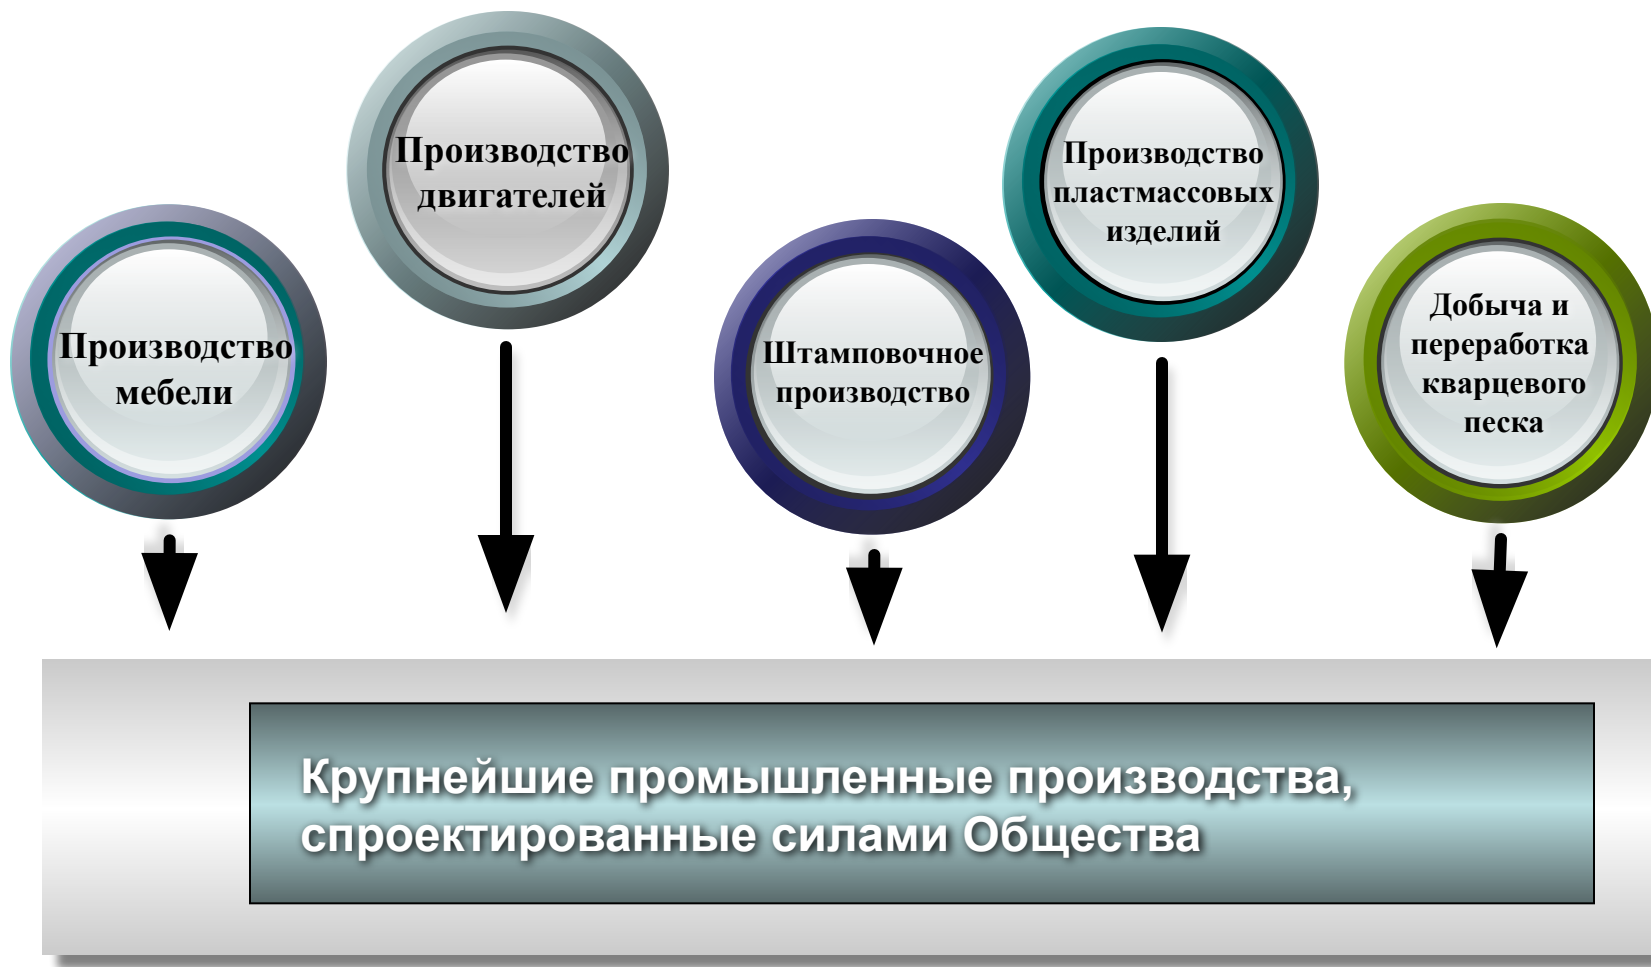 Производство
мебели
Производство
двигателей
Штамповочное
производство
Производство
пластмассовых
изделий
Добыча и
переработка
кварцевого
песка
Крупнейшие промышленные производства,
спроектированные силами Общества